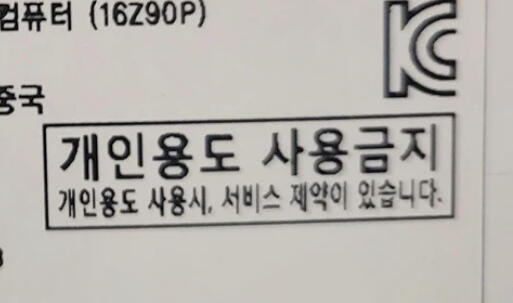 컴퓨터 (16Z90P)
KC
중국
개인용도 사용금지
개인용도 사용시, 서비스 제약이 있습니다.